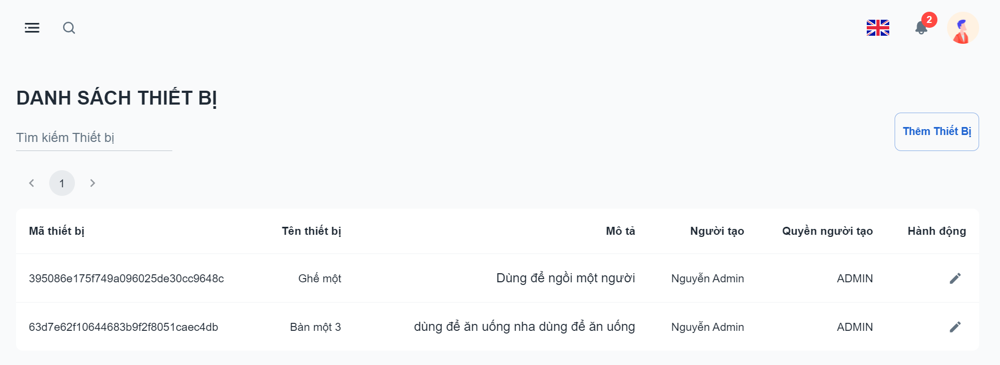 2
DANH SÁCH THIẾT BỊ
Tìm kiếm Thiết bị
Thêm Thiết Bị
1
Mã thiết bị Tên thiết bị Mô tả Người tạo Quyền người tạo Hành động
395086e175f749a096025de30cc9648c Ghế một Dùng để ngồi một người Nguyễn Admin ADMIN
63d7e62f10644683b9f2f8051caec4db Bàn một 3 dùng để ăn uống nha dùng để ăn uống Nguyễn Admin ADMIN